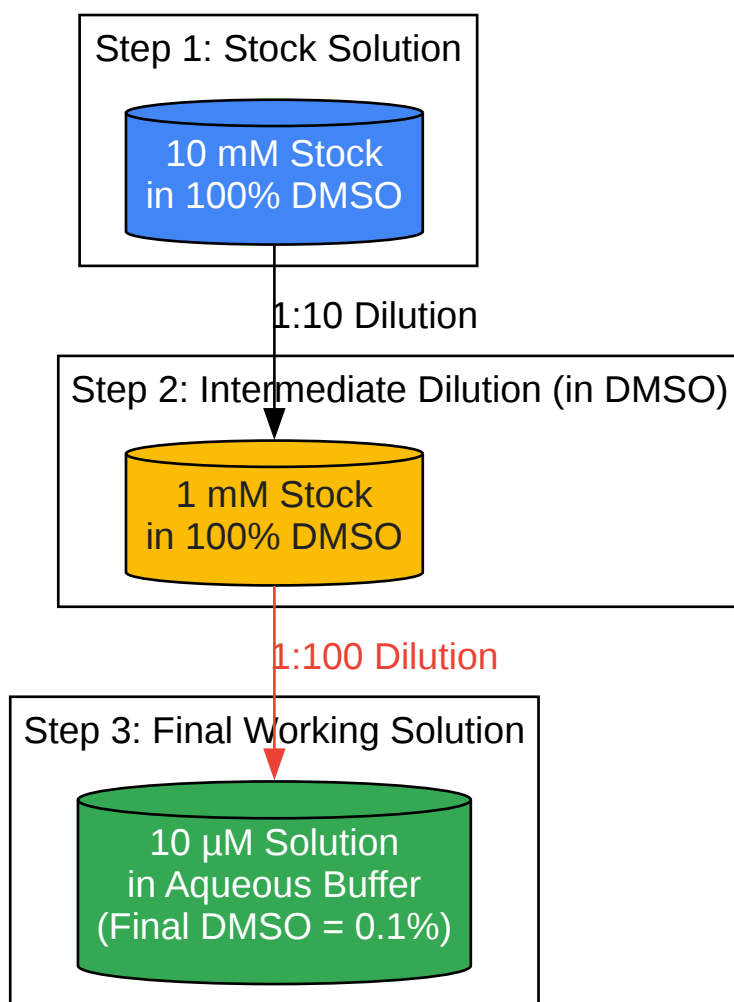 Step 1: Stock Solution
10 mM Stock
in 100% DMSO
1:10 Dilution
Step 2: Intermediate Dilution (in DMSO)
1 mM Stock
in 100% DMSO
1:100 Dilution
Step 3: Final Working Solution
10 µM Solution
in Aqueous Buffer
(Final DMSO = 0.1%)